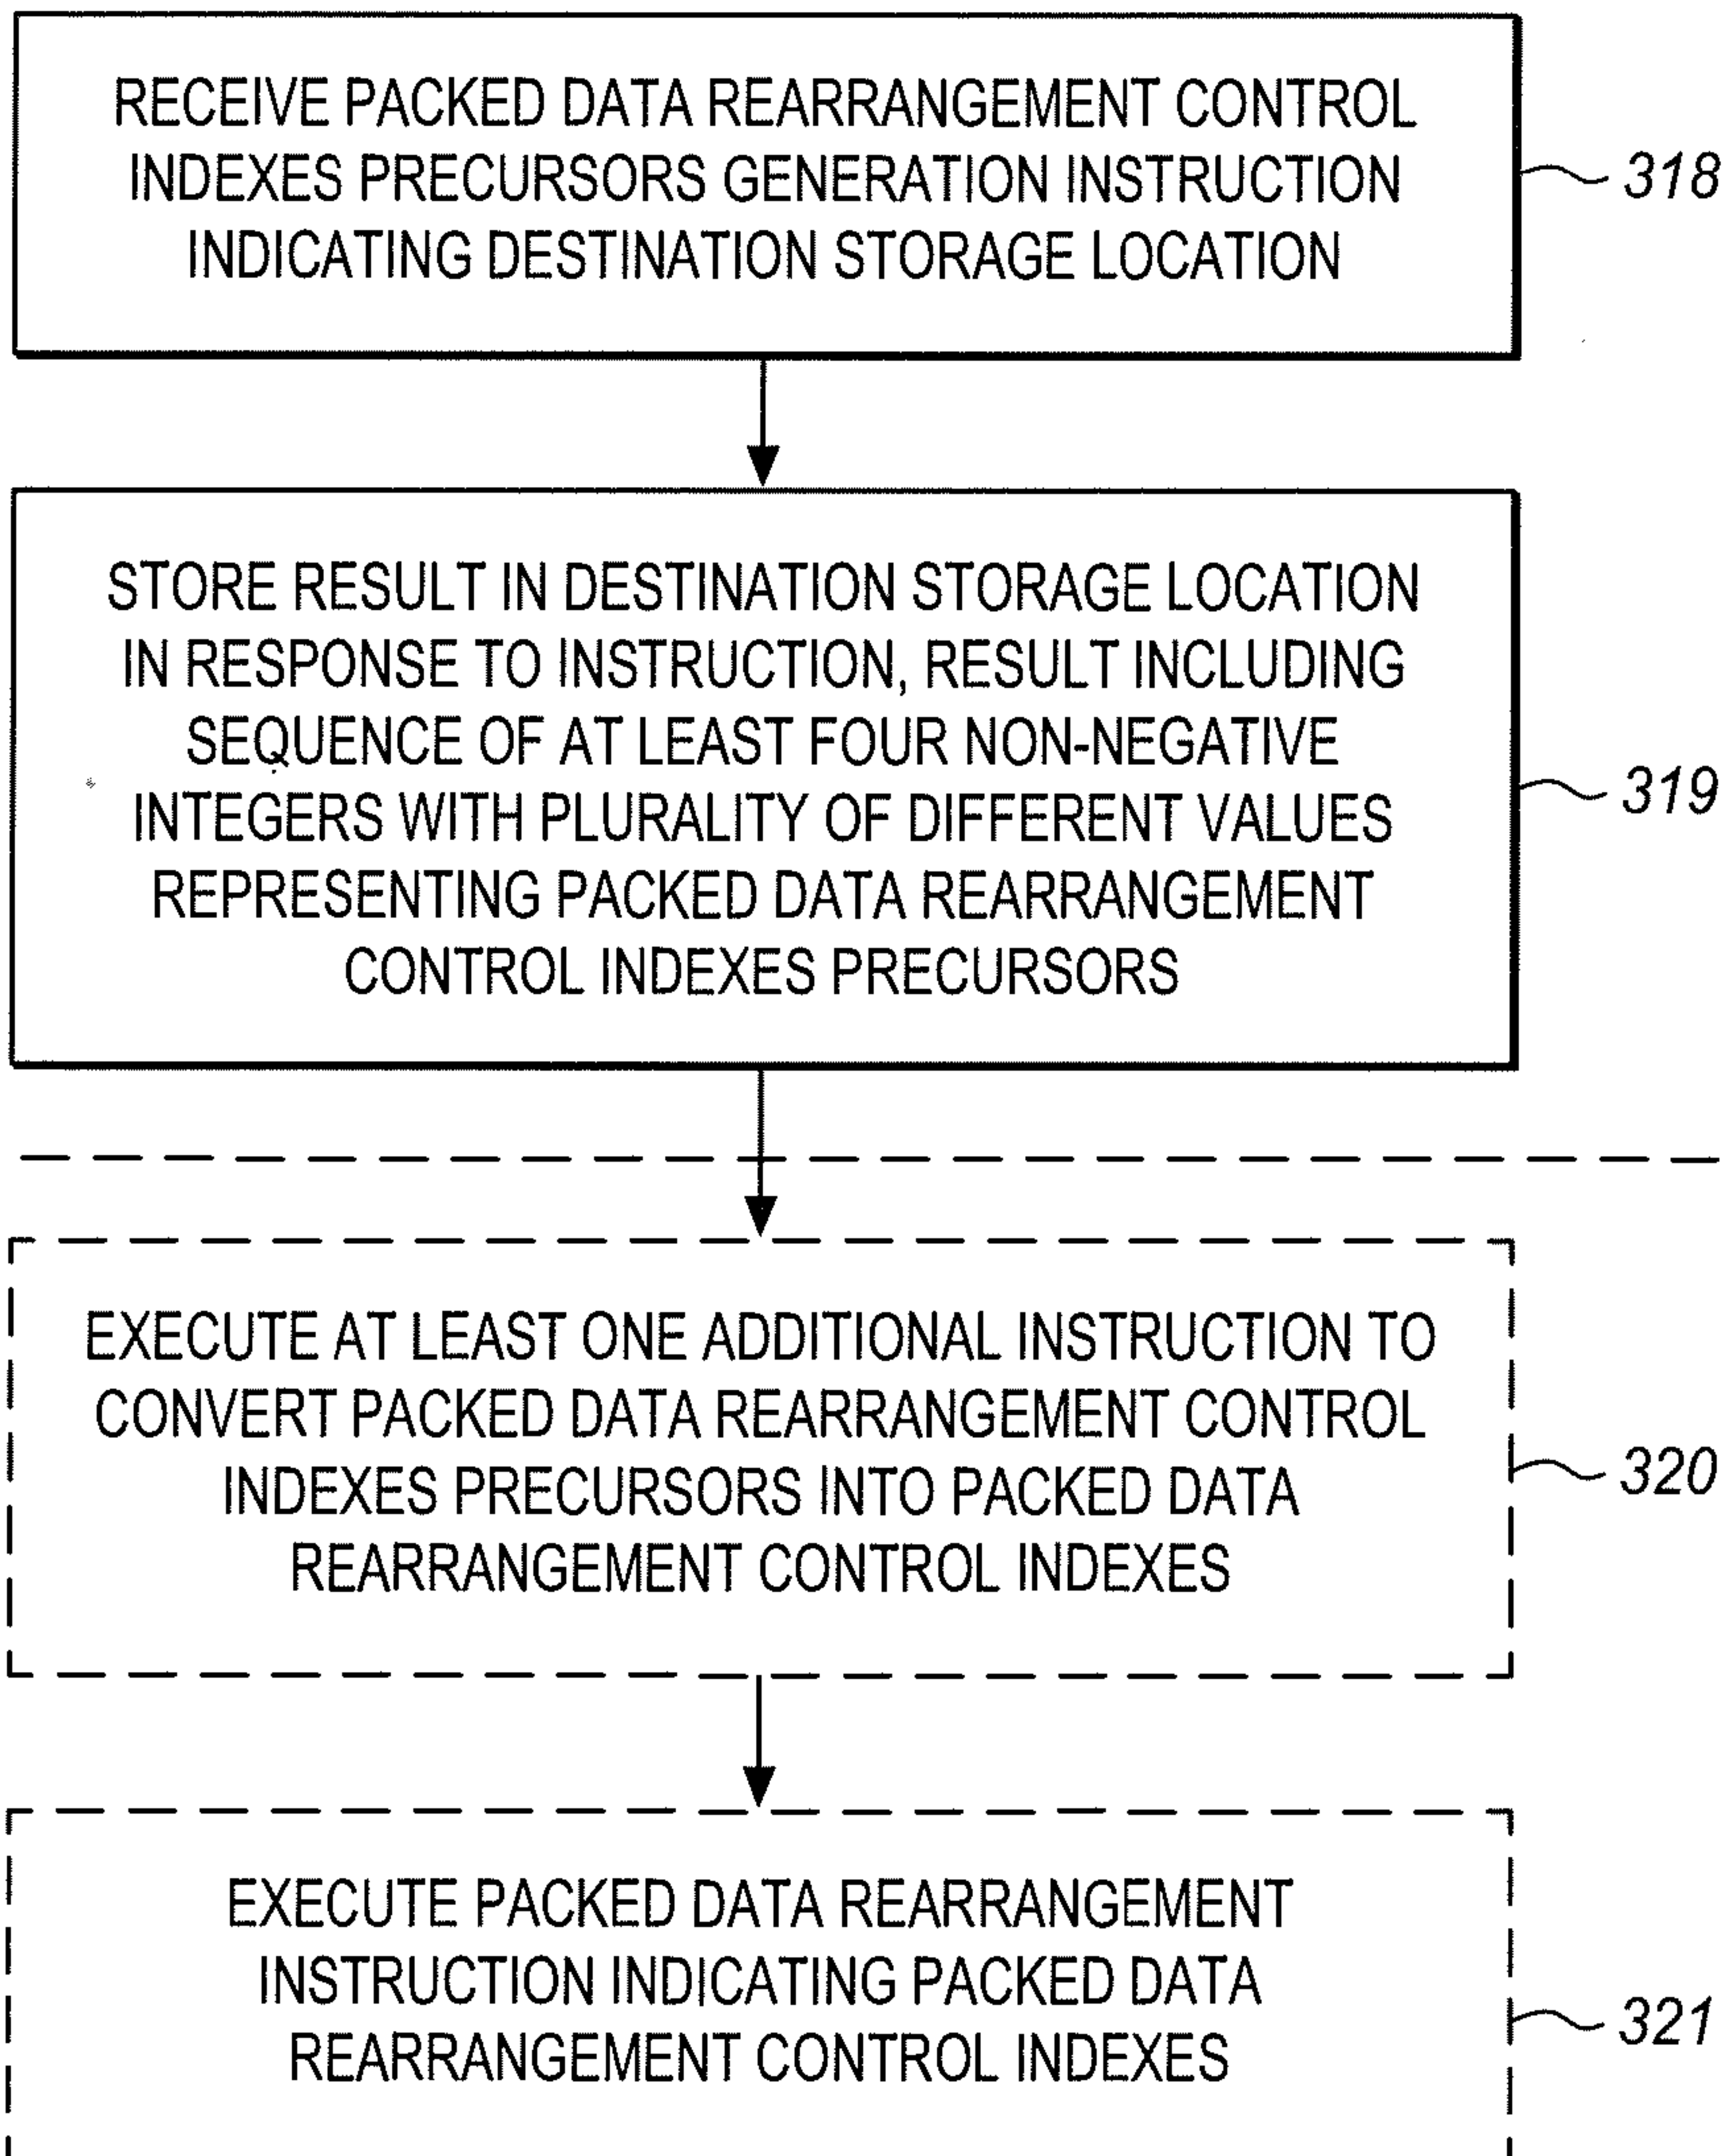 RECEIVE PACKED DATA REARRANGEMENT CONTROL
INDEXES PRECURSORS GENERATION INSTRUCTION
INDICATING DESTINATION STORAGE LOCATION
318
STORE RESULT IN DESTINATION STORAGE LOCATION
IN RESPONSE TO INSTRUCTION, RESULT INCLUDING
SEQUENCE OF AT LEAST FOUR NON-NEGATIVE
INTEGERS WITH PLURALITY OF DIFFERENT VALUES
REPRESENTING PACKED DATA REARRANGEMENT
CONTROL INDEXES PRECURSORS
319
EXECUTE AT LEAST ONE ADDITIONAL INSTRUCTION TO
CONVERT PACKED DATA REARRANGEMENT CONTROL
INDEXES PRECURSORS INTO PACKED DATA
REARRANGEMENT CONTROL INDEXES
320
EXECUTE PACKED DATA REARRANGEMENT
INSTRUCTION INDICATING PACKED DATA
REARRANGEMENT CONTROL INDEXES
321